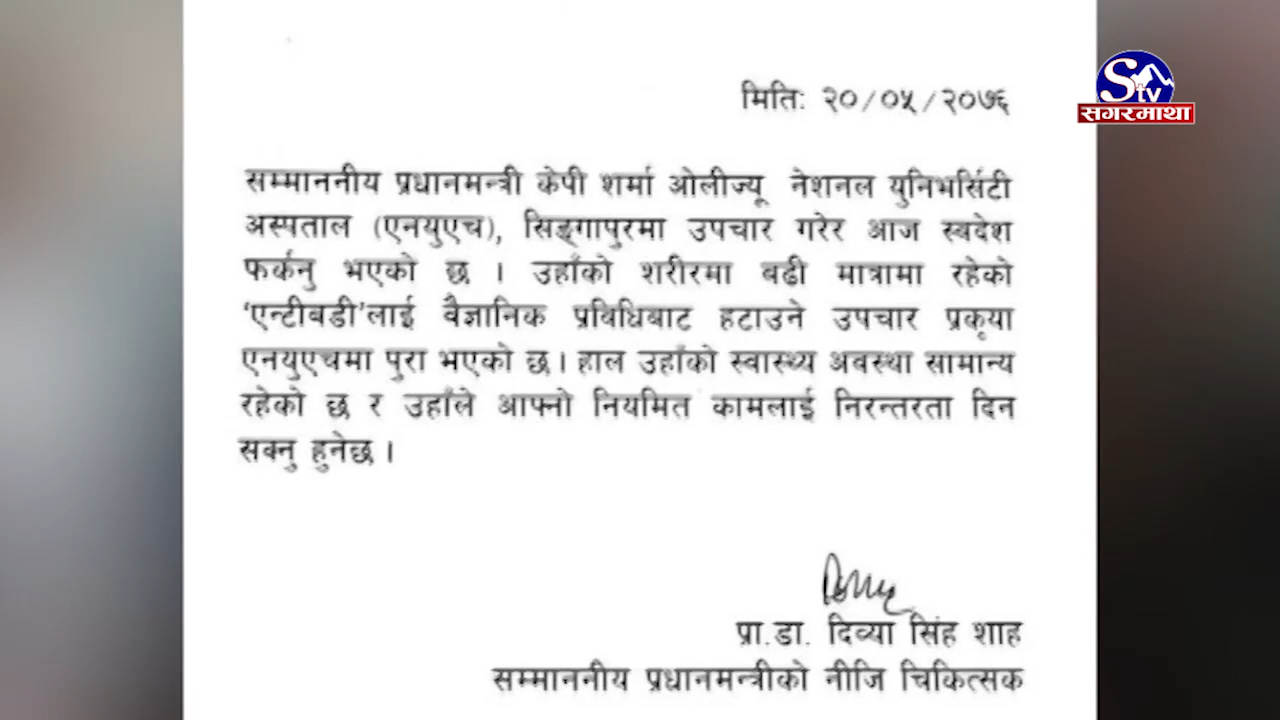 मिति: २०/०५/२०७६
STV
सगरमाथा
सम्माननीय प्रधानमन्त्री केपी शर्मा ओलीज्यू नेशनल युनिभर्सिटी
अस्पताल (एनयुएच), सिङ्गापुरमा उपचार गरेर आज स्वदेश
फर्कनु भएको छ । उहाँको शरीरमा बढी मात्रामा रहेको
'एन्टीबडी'लाई वैज्ञानिक प्रविधिबाट हटाउने उपचार प्रकृया
एनयुएचमा पुरा भएको छ । हाल उहाँको स्वास्थ्य अवस्था सामान्य
रहेको छ र उहाँले आफ्नो नियमित कामलाई निरन्तरता दिन
सक्नु हुनेछ ।
प्रा.डा. दिव्या सिंह शाह
सम्माननीय प्रधानमन्त्रीको नीजि चिकित्सक